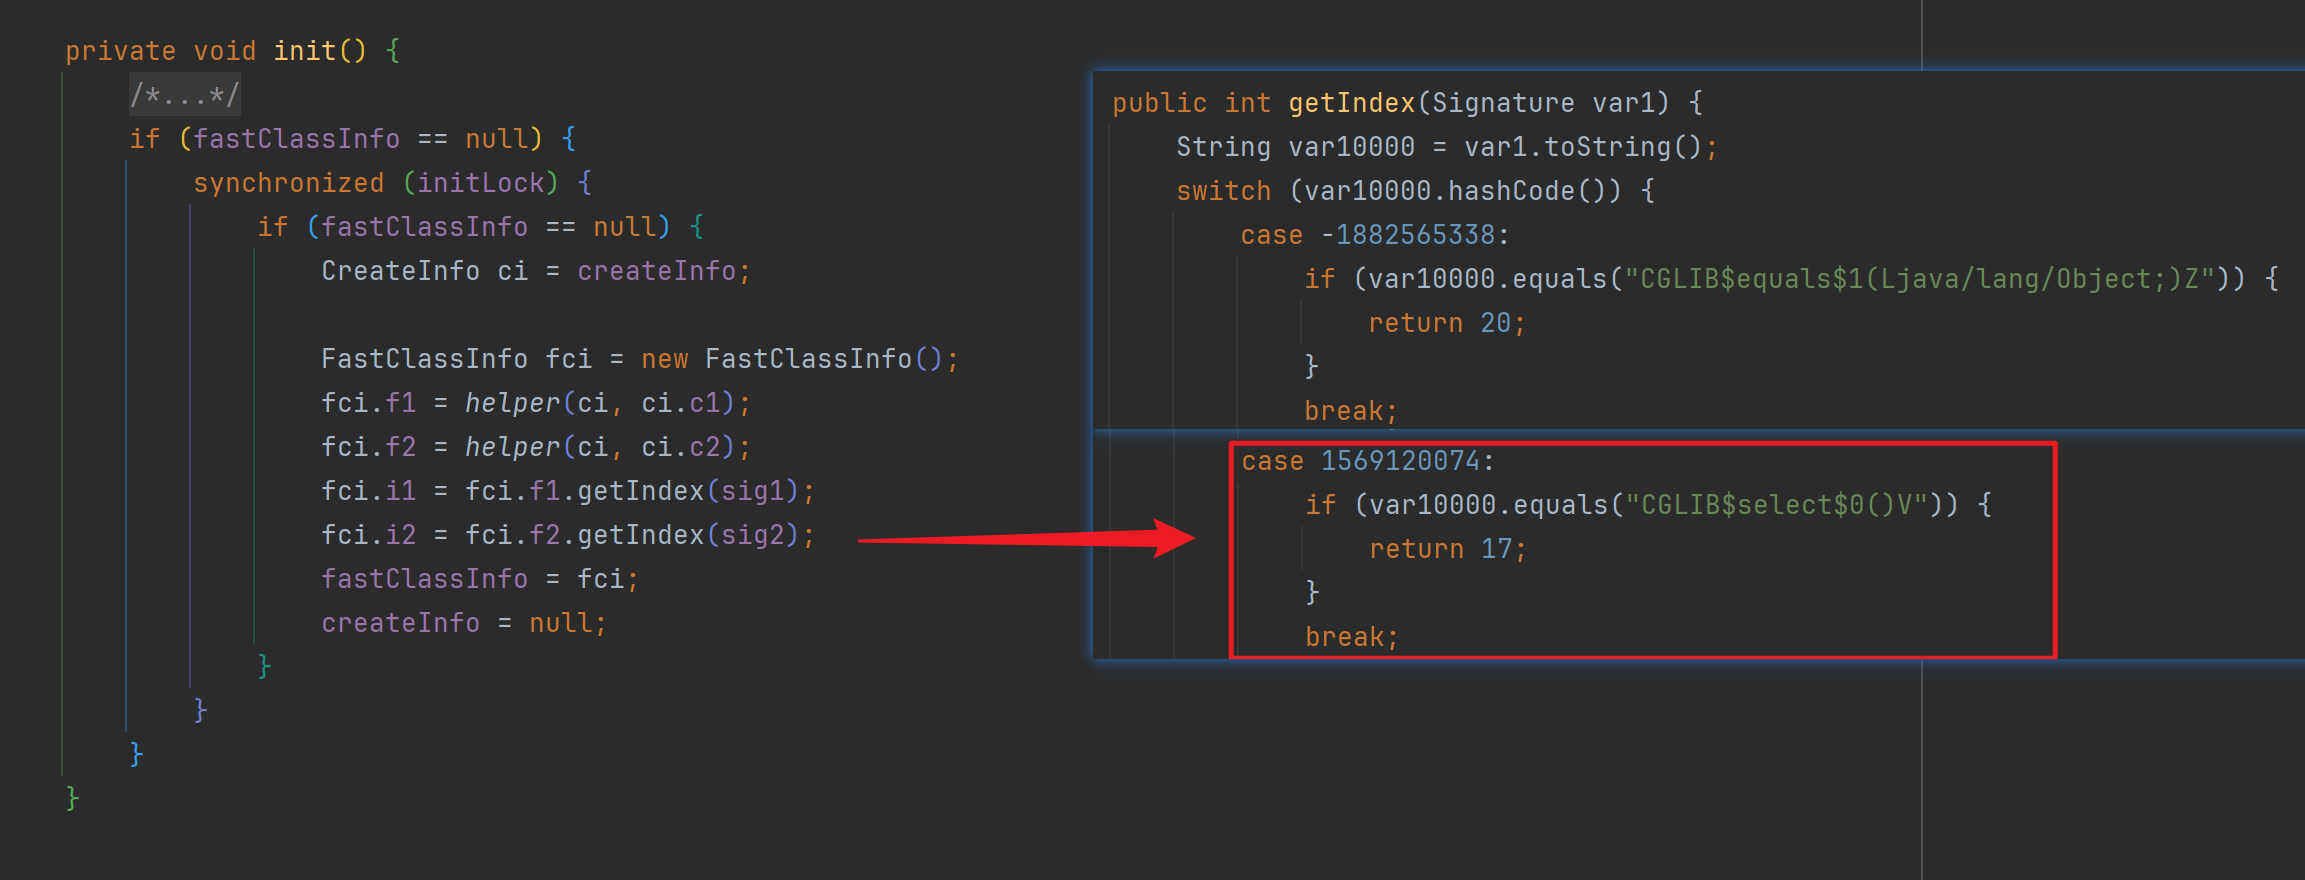 private void init() {
/*...*/
if (fastClassInfo == null) {
synchronized (initLock) {
if (fastClassInfo == null) {
CreateInfo ci = createInfo;
FastClassInfo fci = new FastClassInfo();
fci.f1 = helper(ci, ci.c1);
fci.f2 = helper(ci, ci.c2);
fci.i1 = fci.f1.getIndex(sig1);
fci.i2 = fci.f2.getIndex(sig2);
fastClassInfo = fci;
createInfo = null;
}
}
}
}
public int getIndex(Signature var1) {
String var10000 = var1.toString();
switch (var10000.hashCode()) {
case -1882565338:
if (var10000.equals("CGLIB$equals$1(Ljava/lang/Object;)Z")) {
return 20;
}
break;
case 1569120074:
if (var10000.equals("CGLIB$select$0()V")) {
return 17;
}
break;